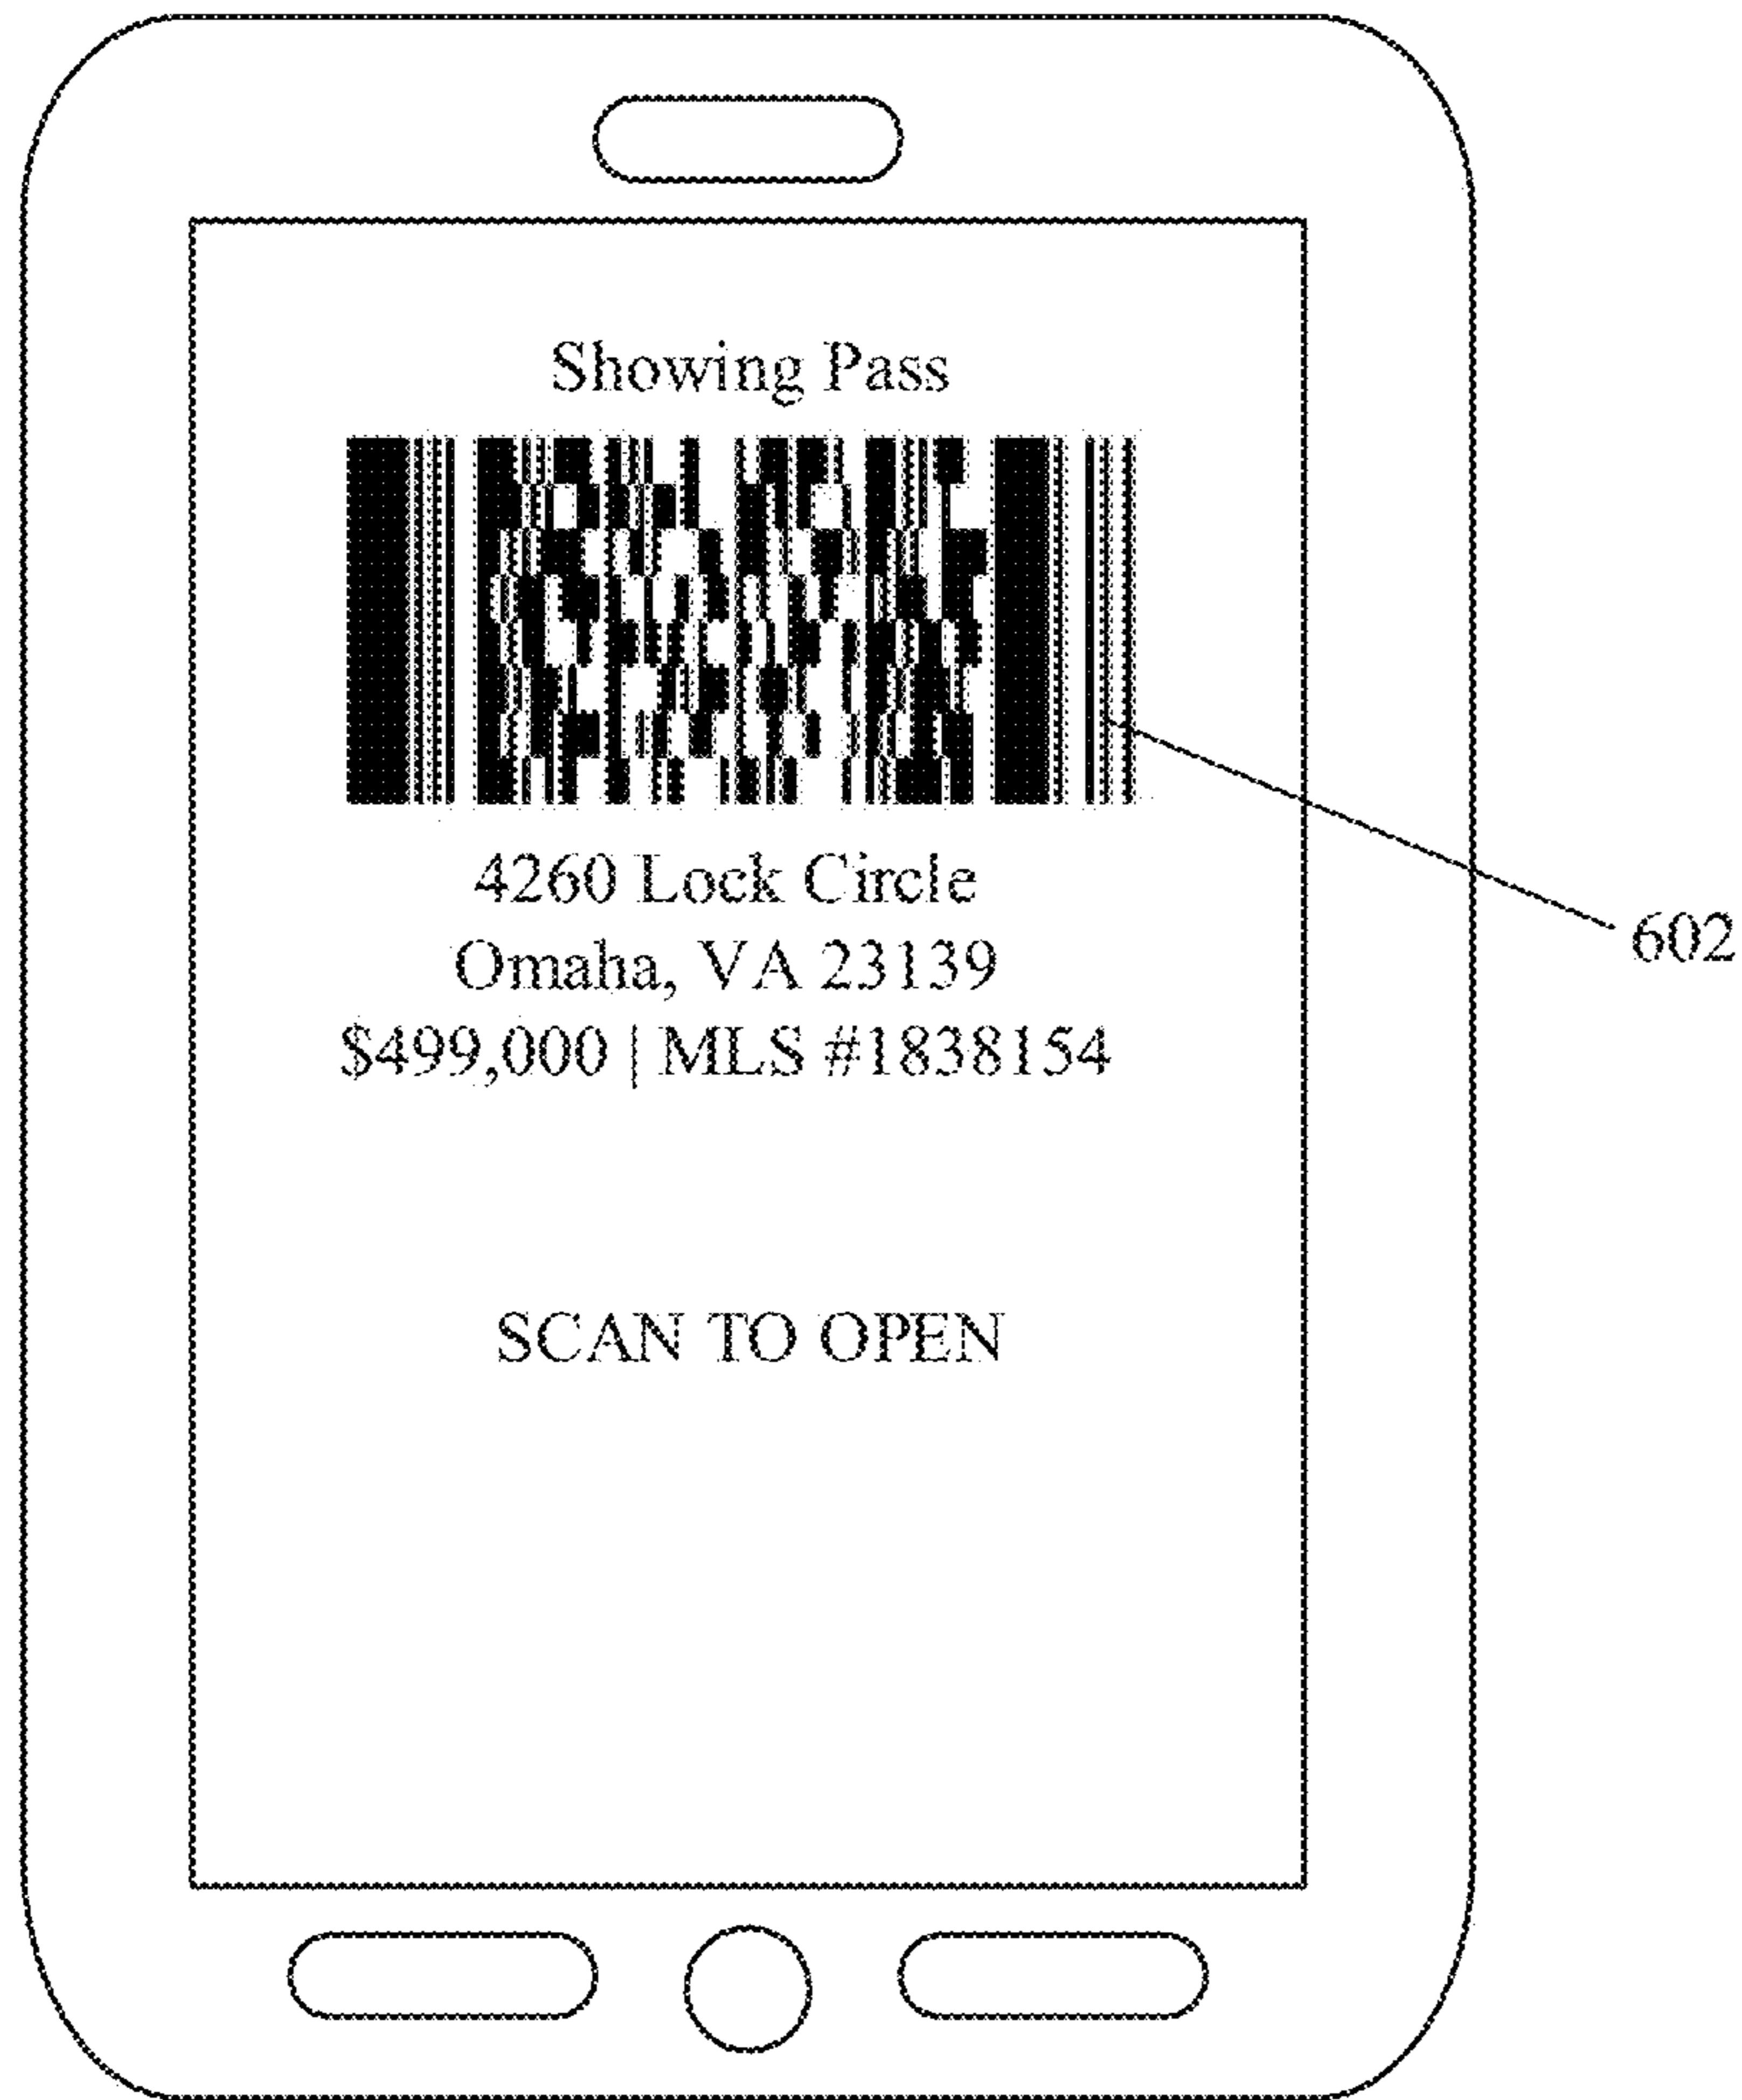 Showing Pass
4260 Lock Circle
Omaha, VA 23139
602
$499,000 | MLS #1838154
SCAN TO OPEN